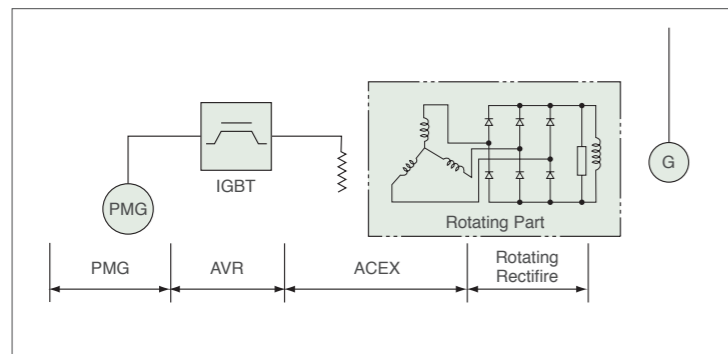 G
IGBT
PMG
Rotating Part
PMG
AVR
ACEX
Rotating
Rectifire